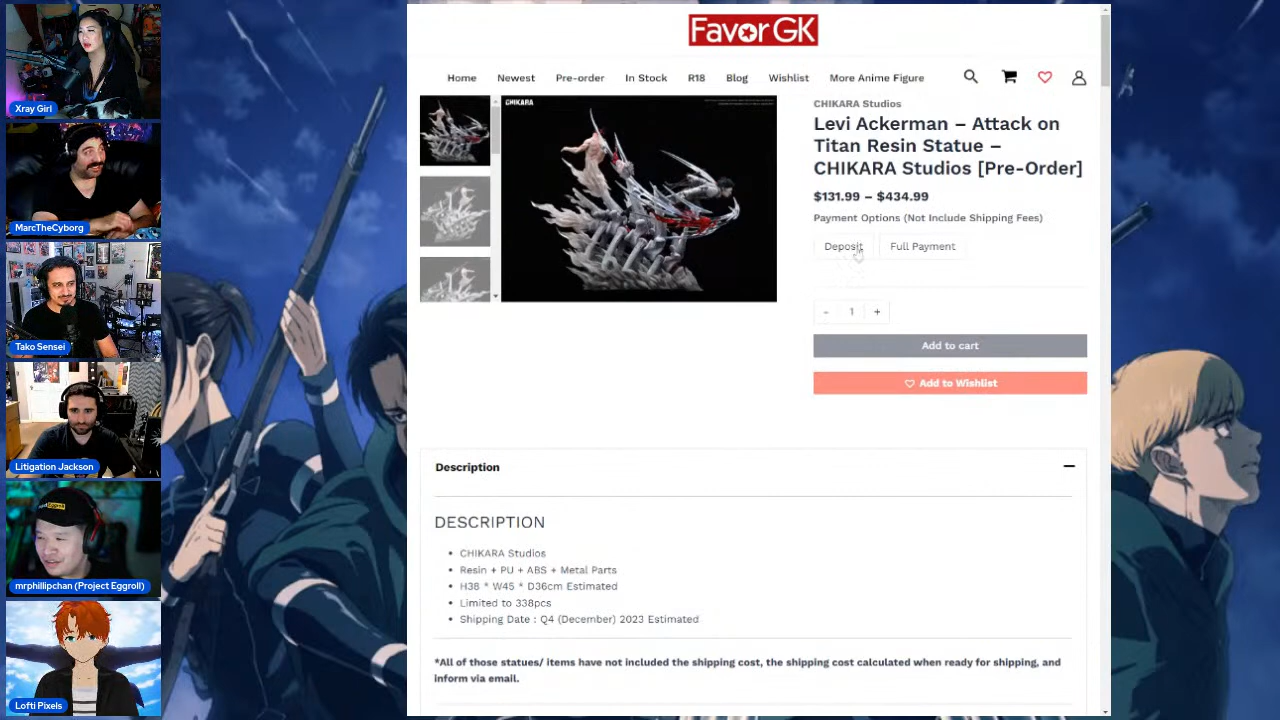 Xray Giri
MarcTheCyborg
Tako Sensei
Litigation Jackson
mrphillipchan (Project Eggroll)
Lofti Pixels
FavorGK
Home Newest Pre-order In Stock R18 Blog Wishlist More Anime Figure
CHIKARA
CHIKARA Studios
Levi Ackerman – Attack on
Titan Resin Statue –
CHIKARA Studios [Pre-Order]
$131.99 – $434.99
Payment Options (Not Include Shipping Fees)
Deposit Full Payment
- 1 +
Add to cart
Add to Wishlist
Description
DESCRIPTION
CHIKARA Studios
Resin + PU + ABS + Metal Parts
H38 * W45 * D36cm Estimated
Limited to 338pcs
Shipping Date : Q4 (December) 2023 Estimated
*All of those statues/ items have not included the shipping cost, the shipping cost calculated when ready for shipping, and
inform via email.